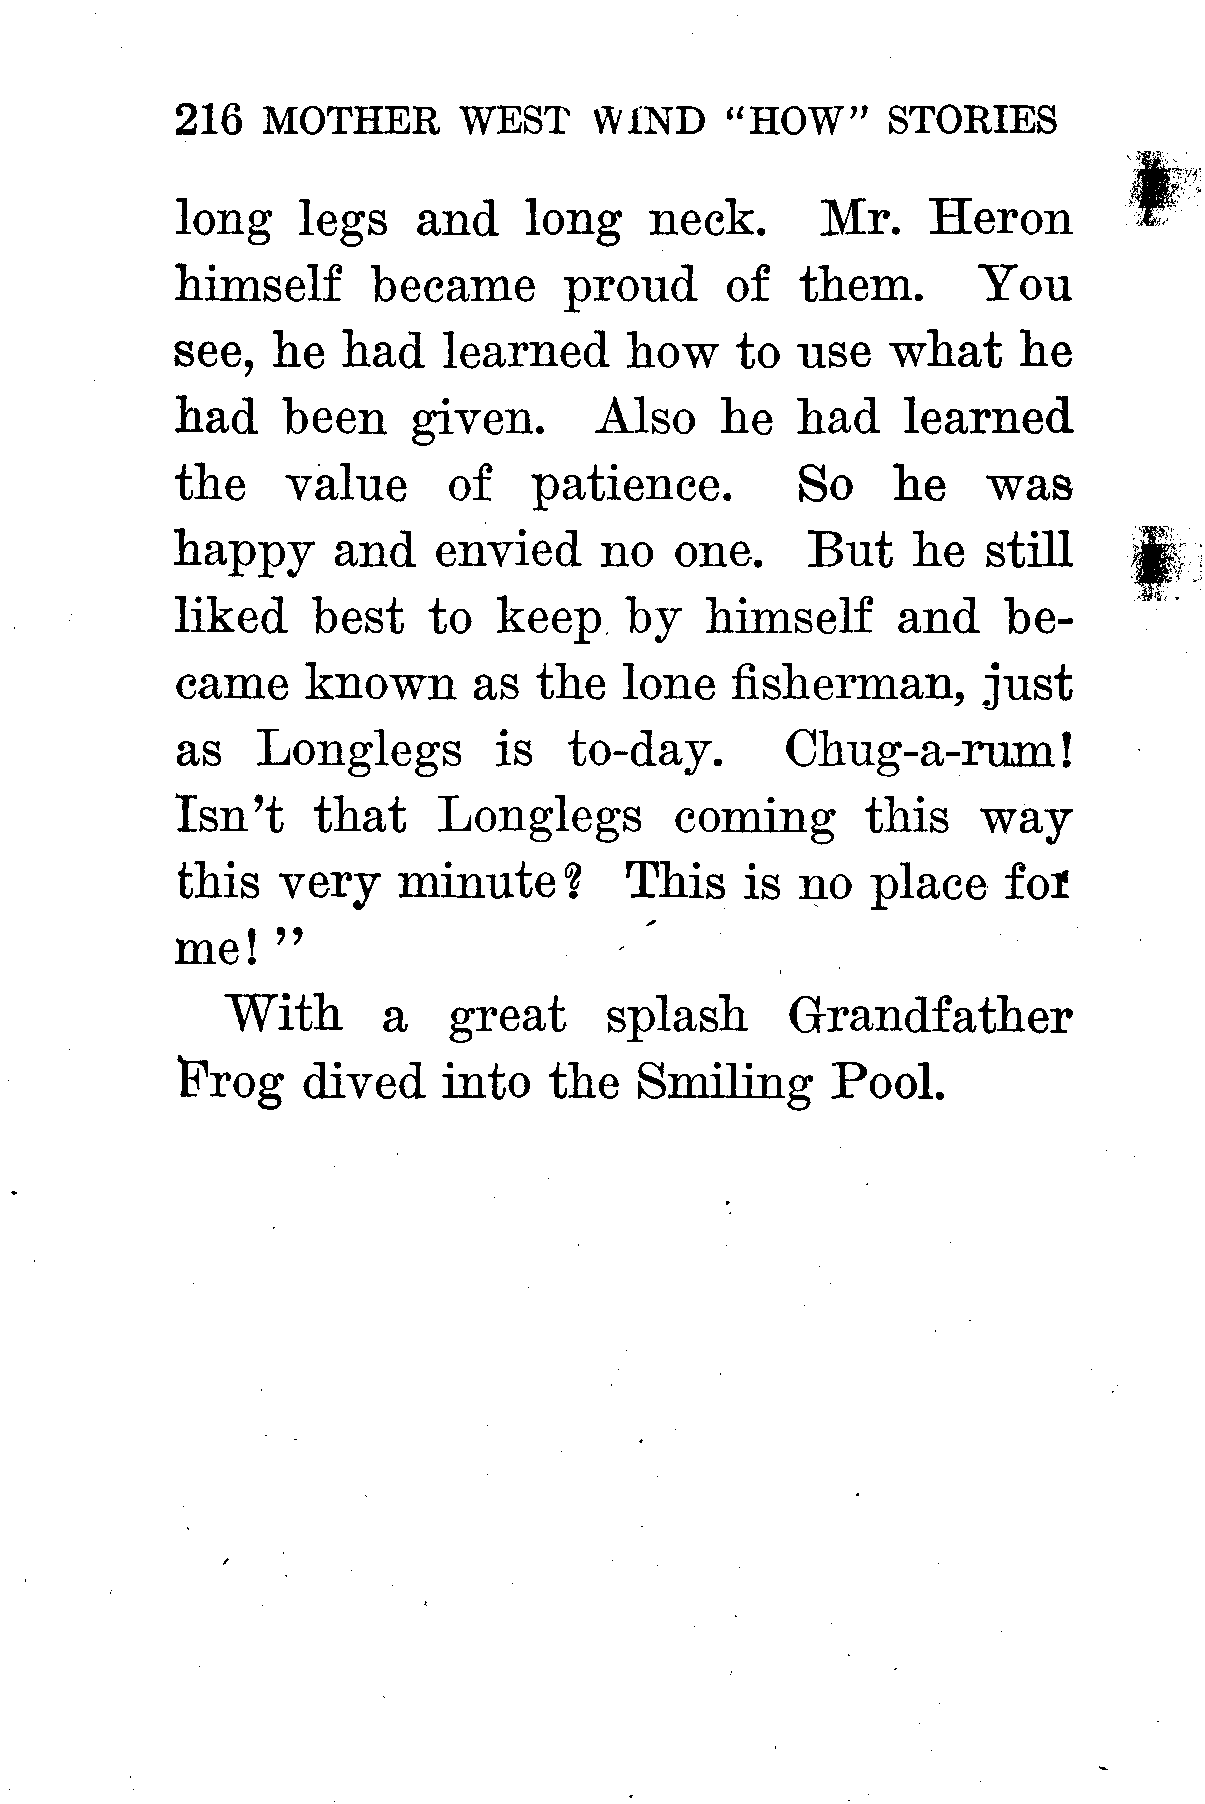 216 MOTHER WEST WIND “HOW” STORIES
long legs and long neck. Mr. Heron
himself became proud of them. You
see, he had learned how to use what he
had been given. Also he had learned
the value of patience. So he was
happy and envied no one. But he still
liked best to keep by himself and be-
came known as the lone fisherman, just
as Longlegs is to-day. Chug-a-rum!
Isn’t that Longlegs coming this way
this very minute? This is no place for
me! ”
With a great splash Grandfather
Frog dived into the Smiling Pool.